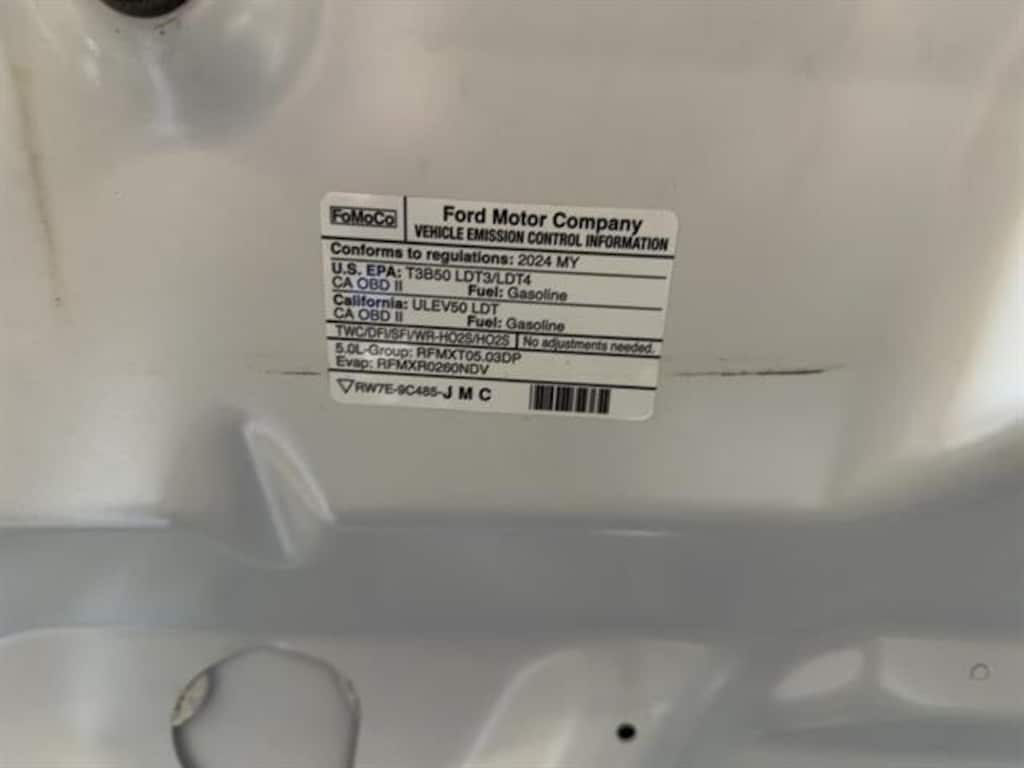 FoMoCo
Ford Motor Company
VEHICLE EMISSION CONTROL INFORMATION
Conforms to regulations: 2024 MY
U.S. EPA: T3B50 LDT3/LDT4
CA OBD II Fuel: Gasoline
California: ULEV50 LDT
CA OBD II Fuel: Gasoline
TWC/DFI/SFI/WR-HO2S/HO2S No adjustments needed.
5.0L-Group: RFMXT05.03DP
Evap: RFMXR0260NDV
RW7E-9C485-J M C